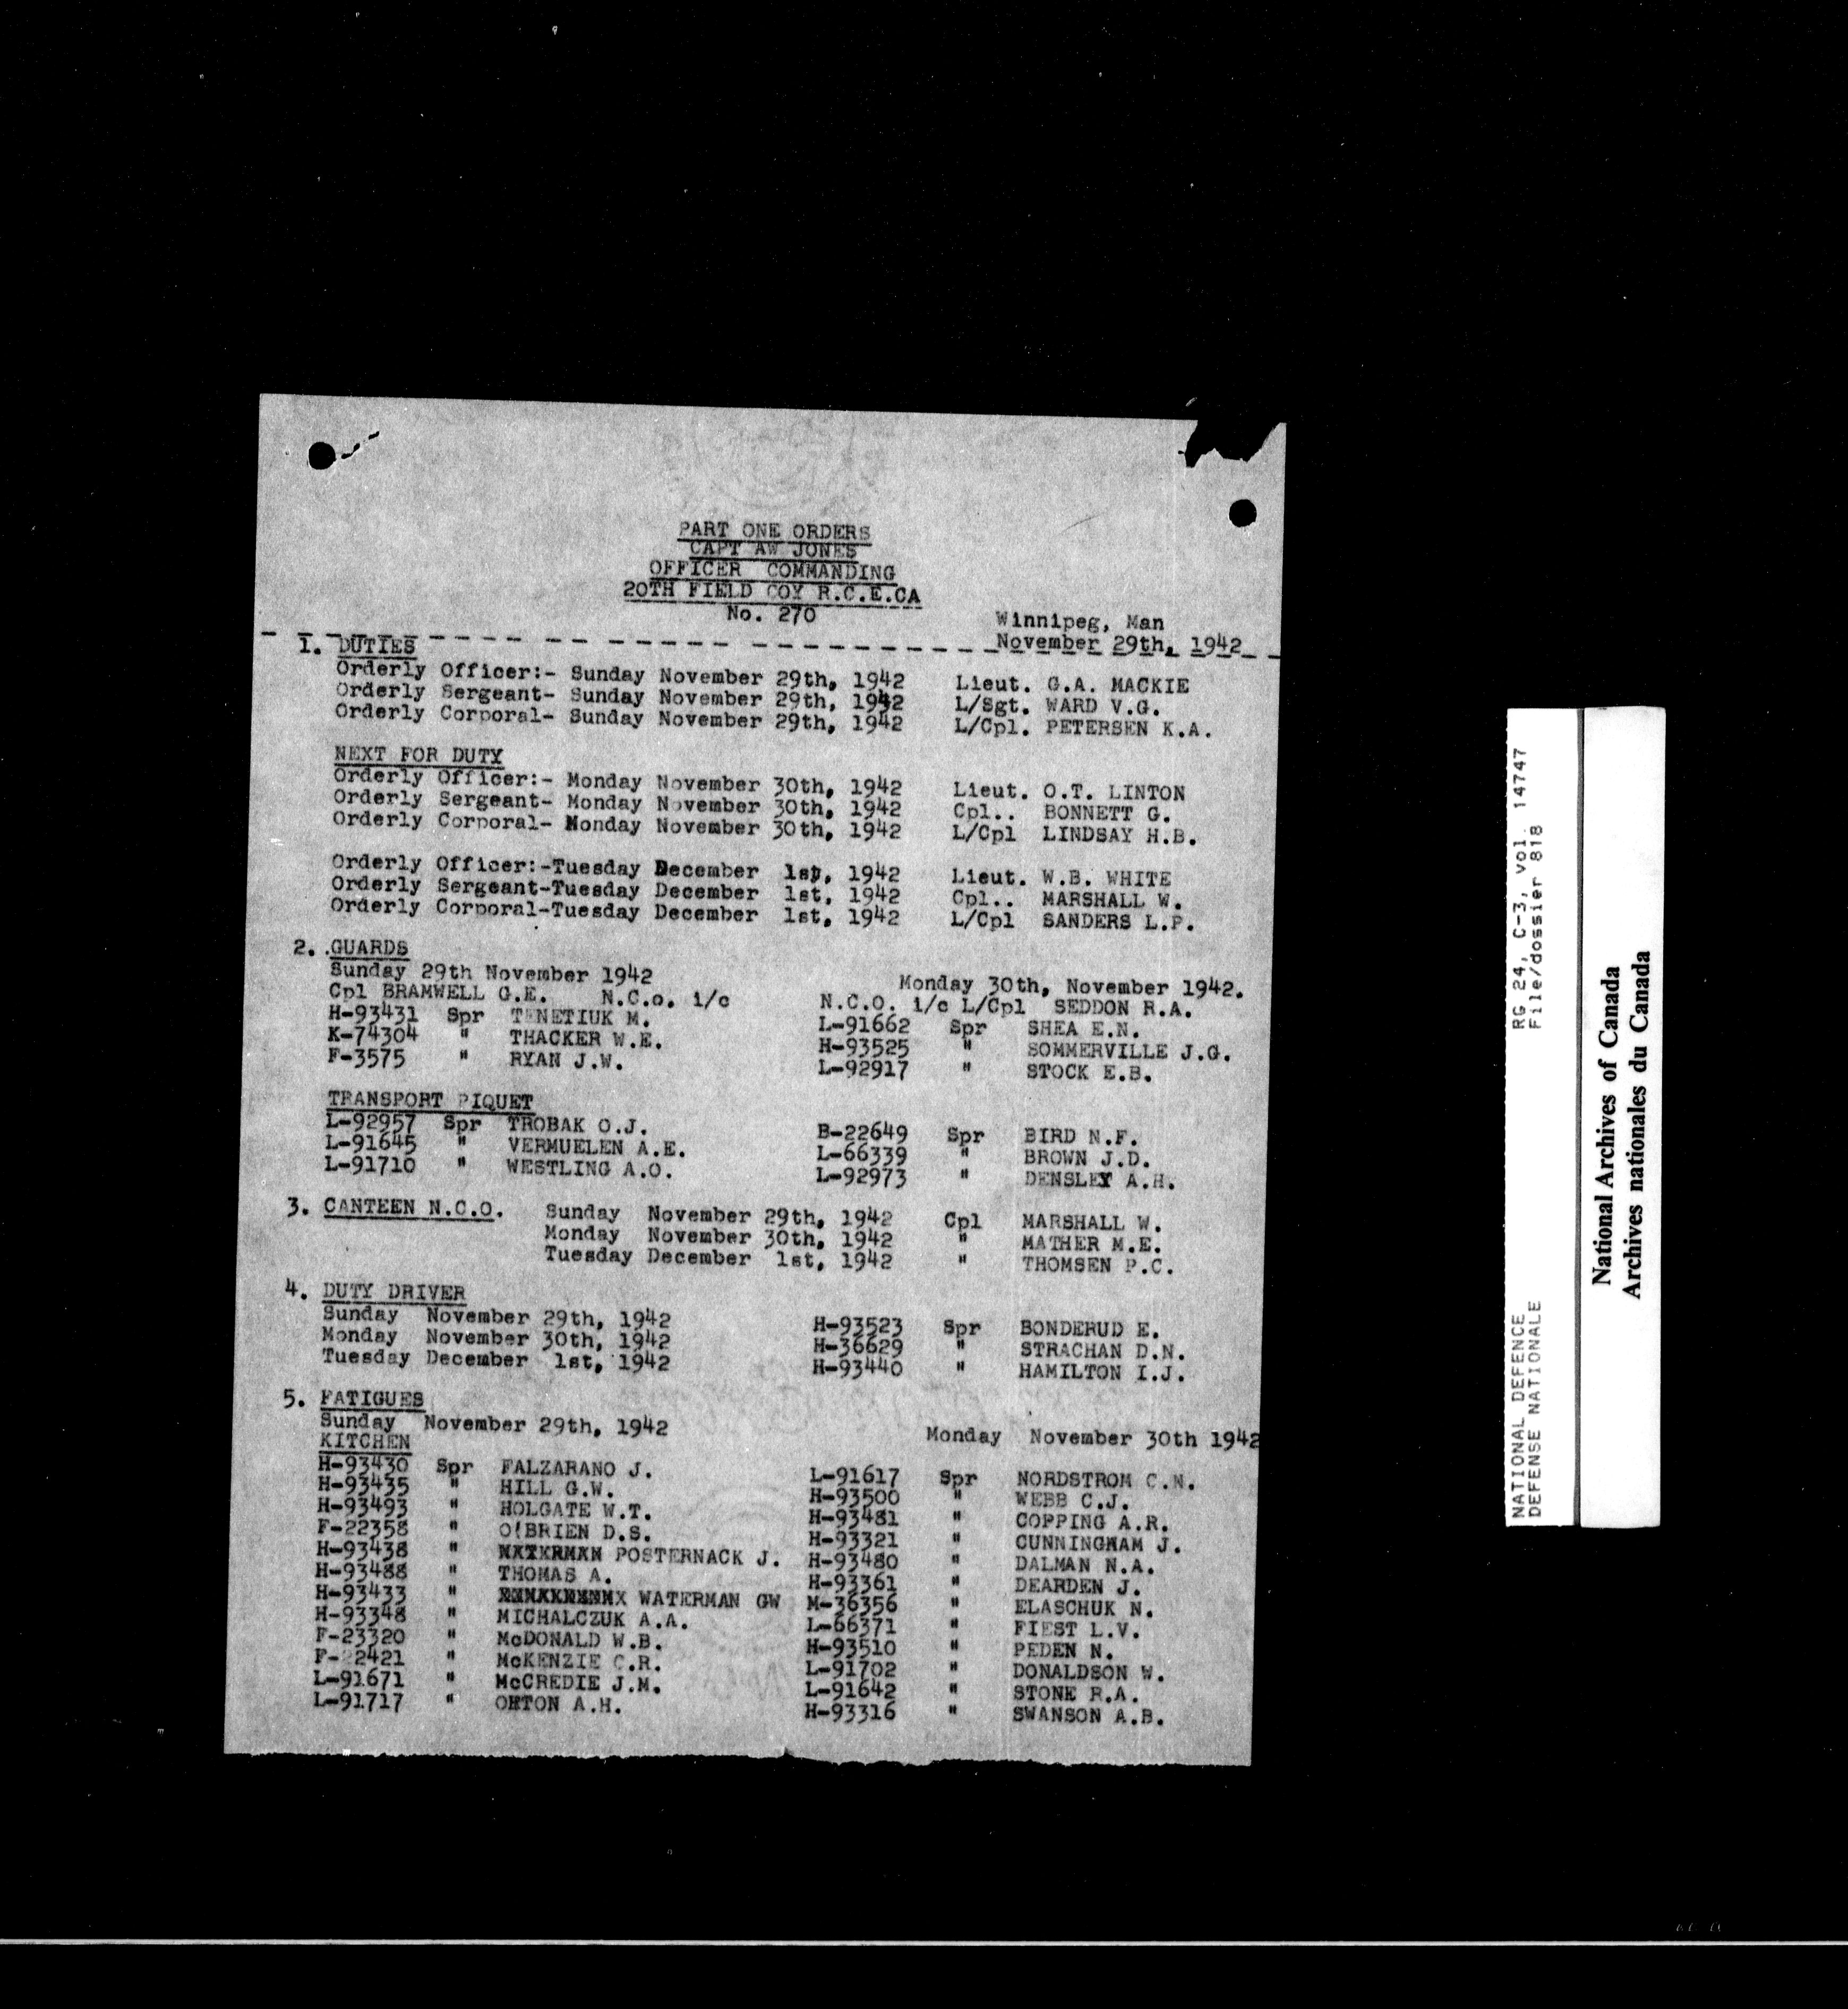 PART ONE ORDERS
CAPT AW JONES
OFFICER COMMANDING
20TH FIELD COY R.C.E.CA
No. 270
Winnipeg, Man
November 29th, 1942
1. DUTIES
Orderly Officer:- Sunday November 29th, 1942 Lieut. G.A. MACKIE
Orderly Sergeant- Sunday November 29th, 1942 L/Sgt. WARD V.G.
Orderly Corporal- Sunday November 29th, 1942 L/Cpl. PETERSEN K.A.
NEXT FOR DUTY
Orderly Officer:- Monday November 30th, 1942 Lieut. O.T. LINTON
Orderly Sergeant- Monday November 30th, 1942 Cpl.. BONNETT G.
Orderly Corporal- Monday November 30th, 1942 L/Cpl LINDSAY H.B.
Orderly Officer:-Tuesday December 1st, 1942 Lieut. W.B. WHITE
Orderly Sergeant-Tuesday December 1st, 1942 Cpl.. MARSHALL W.
Orderly Corporal-Tuesday December 1st, 1942 L/Cpl SANDERS L.P.
2. .GUARDS
Sunday 29th November 1942 Monday 30th, November 1942.
Cpl BRAMWELL G.E. N.C.o. i/c N.C.O. i/c L/Cpl SEDDON R.A.
H-93431 Spr TENETIUK M. L-91662 Spr SHEA E.N.
K-74304 " THACKER W.E. H-93525 " SOMMERVILLE J.G.
F-3575 " RYAN J.W. L-92917 " STOCK E.B.
TRANSPORT PIQUET
L-92957 Spr TROBAK O.J. B-22649 Spr BIRD N.F.
L-91645 " VERMUELEN A.E. L-66339 " BROWN J.D.
L-91710 " WESTLING A.O. L-92973 " DENSLEY A.H.
3. CANTEEN N.C.O. Sunday November 29th, 1942 Cpl MARSHALL W.
Monday November 30th, 1942 " MATHER M.E.
Tuesday December 1st, 1942 " THOMSEN P.C.
4. DUTY DRIVER
Sunday November 29th, 1942 H-93523 Spr BONDERUD E.
Monday November 30th, 1942 H-36629 " STRACHAN D.N.
Tuesday December 1st, 1942 H-93440 " HAMILTON I.J.
5. FATIGUES
Sunday November 29th, 1942 Monday November 30th 1942
KITCHEN
H-93430 Spr FALZARANO J. L-91617 Spr NORDSTROM C.N.
H-93435 " HILL G.W. H-93500 " WEBB C.J.
H-93493 " HOLGATE W.T. H-93481 " COPPING A.R.
F-22358 " O'BRIEN D.S. H-93321 " CUNNINGHAM J.
H-93438 " POSTERNACK J. H-93480 " DALMAN N.A.
H-93488 " THOMAS A. H-93361 " DEARDEN J.
H-93433 " WATERMAN GW M-36356 " ELASCHUK N.
H-93348 " MICHALCZUK A.A. L-66371 " FIEST L.V.
F-23320 " McDONALD W.B. H-93510 " PEDEN N.
F-22421 " McKENZIE C.R. L-91702 " DONALDSON W.
L-91671 " McCREDIE J.M. L-91642 " STONE R.A.
L-91717 " ORTON A.H. H-93316 " SWANSON A.B.
NATIONAL DEFENCE RG 24, C-3, vol. 14747
DEFENSE NATIONALE File/dossier 818
National Archives of Canada
Archives nationales du Canada